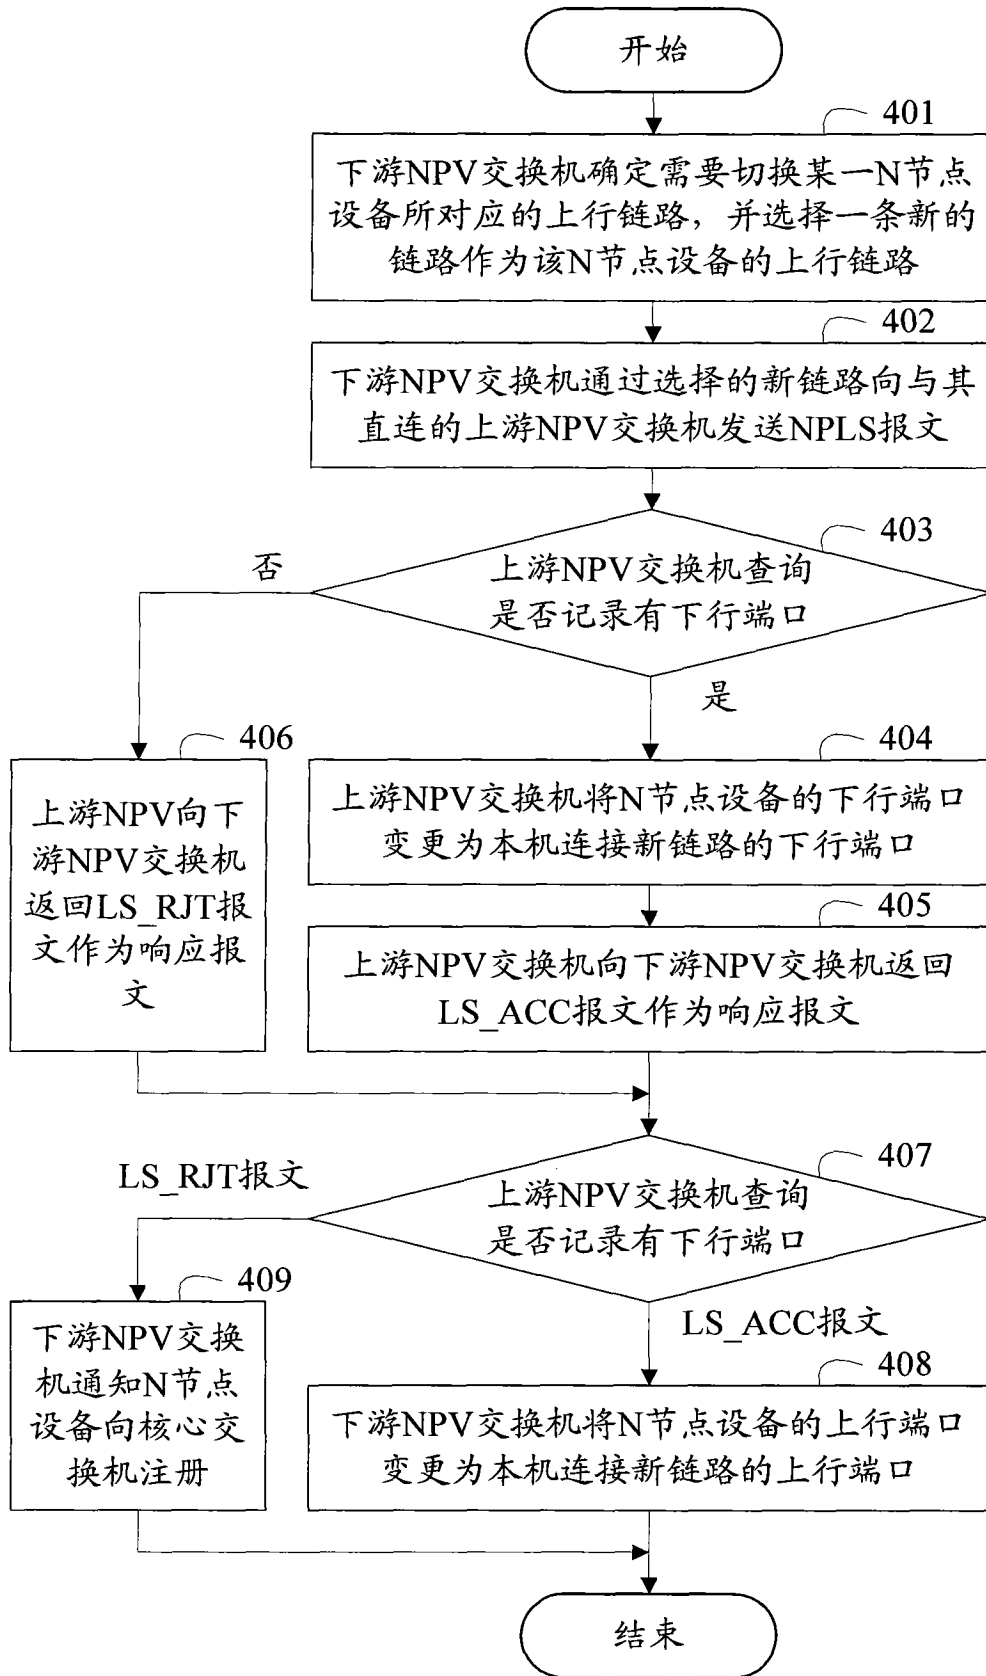 开始
401
下游NPV交换机确定需要切换某一N节点
设备所对应的上行链路，并选择一条新的
链路作为该N节点设备的上行链路
402
下游NPV交换机通过选择的新链路向与其
直连的上游NPV交换机发送NPLS报文
403
上游NPV交换机查询
是否记录有下行端口
否
是
406
上游NPV向下
游NPV交换机
返回LS_RJT报
文作为响应报
文
404
上游NPV交换机将N节点设备的下行端口
变更为本机连接新链路的下行端口
405
上游NPV交换机向下游NPV交换机返回
LS_ACC报文作为响应报文
407
上游NPV交换机查询
是否记录有下行端口
LS_RJT报文
LS_ACC报文
409
下游NPV交换
机通知N节点
设备向核心交
换机注册
408
下游NPV交换机将N节点设备的上行端口
变更为本机连接新链路的上行端口
结束